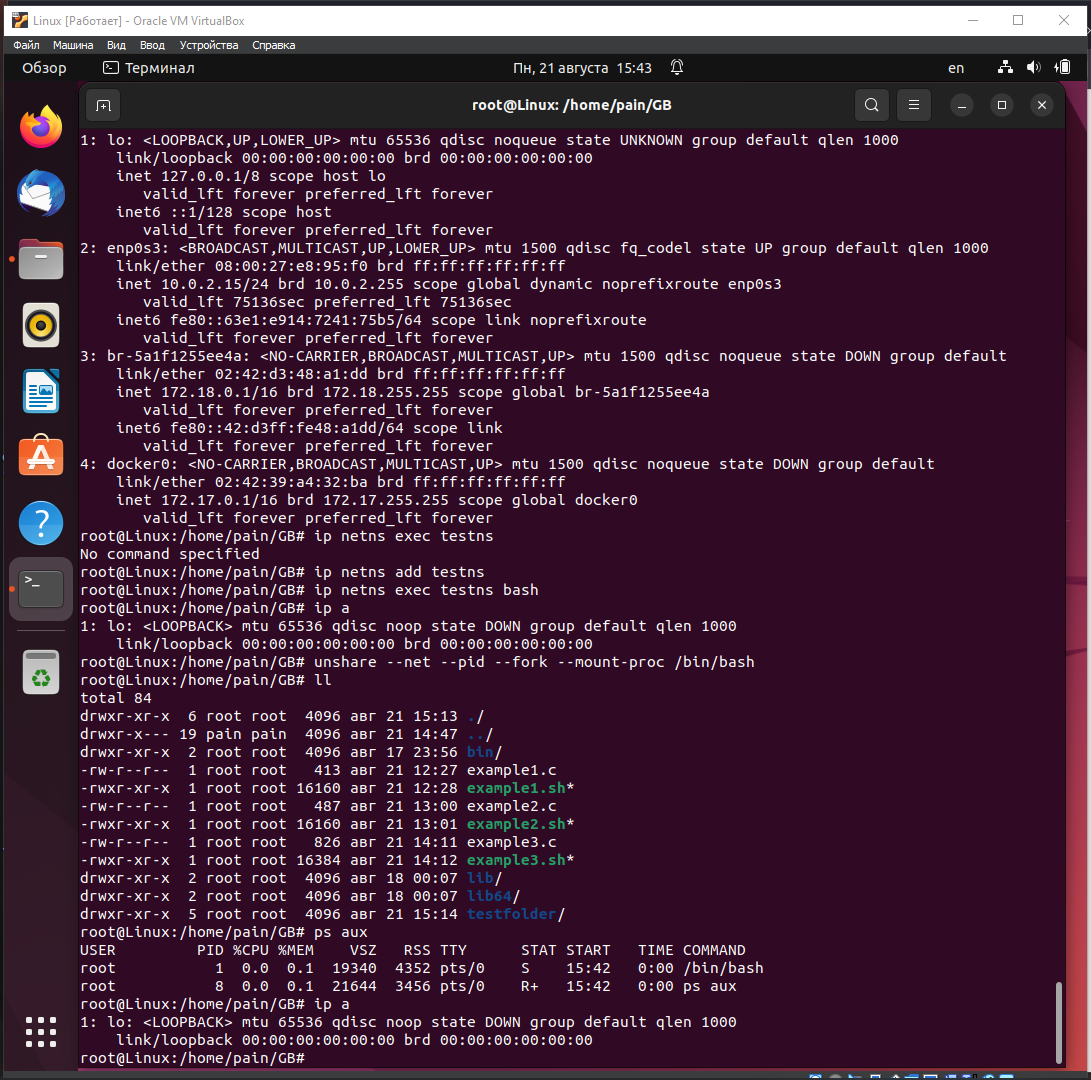 Linux [Работает] - Oracle VM VirtualBox
Файл Машина Вид Ввод Устройства Справка
Обзор Терминал Пн, 21 августа 15:43 en
root@Linux: /home/pain/GB
1: lo: <LOOPBACK,UP,LOWER_UP> mtu 65536 qdisc noqueue state UNKNOWN group default qlen 1000
    link/loopback 00:00:00:00:00:00 brd 00:00:00:00:00:00
    inet 127.0.0.1/8 scope host lo
       valid_lft forever preferred_lft forever
    inet6 ::1/128 scope host
       valid_lft forever preferred_lft forever
2: enp0s3: <BROADCAST,MULTICAST,UP,LOWER_UP> mtu 1500 qdisc fq_codel state UP group default qlen 1000
    link/ether 08:00:27:e8:95:f0 brd ff:ff:ff:ff:ff:ff
    inet 10.0.2.15/24 brd 10.0.2.255 scope global dynamic noprefixroute enp0s3
       valid_lft 75136sec preferred_lft 75136sec
    inet6 fe80::63e1:e914:7241:75b5/64 scope link noprefixroute
       valid_lft forever preferred_lft forever
3: br-5a1f1255ee4a: <NO-CARRIER,BROADCAST,MULTICAST,UP> mtu 1500 qdisc noqueue state DOWN group default
    link/ether 02:42:d3:48:a1:dd brd ff:ff:ff:ff:ff:ff
    inet 172.18.0.1/16 brd 172.18.255.255 scope global br-5a1f1255ee4a
       valid_lft forever preferred_lft forever
    inet6 fe80::42:d3ff:fe48:a1dd/64 scope link
       valid_lft forever preferred_lft forever
4: docker0: <NO-CARRIER,BROADCAST,MULTICAST,UP> mtu 1500 qdisc noqueue state DOWN group default
    link/ether 02:42:39:a4:32:ba brd ff:ff:ff:ff:ff:ff
    inet 172.17.0.1/16 brd 172.17.255.255 scope global docker0
       valid_lft forever preferred_lft forever
root@Linux:/home/pain/GB# ip netns exec testns
No command specified
root@Linux:/home/pain/GB# ip netns add testns
root@Linux:/home/pain/GB# ip netns exec testns bash
root@Linux:/home/pain/GB# ip a
1: lo: <LOOPBACK> mtu 65536 qdisc noop state DOWN group default qlen 1000
    link/loopback 00:00:00:00:00:00 brd 00:00:00:00:00:00
root@Linux:/home/pain/GB# unshare --net --pid --fork --mount-proc /bin/bash
root@Linux:/home/pain/GB# ll
total 84
drwxr-xr-x  6 root root  4096 авг 21 15:13 ./
drwxr-x--- 19 pain pain  4096 авг 21 14:47 ../
drwxr-xr-x  2 root root  4096 авг 17 23:56 bin/
-rw-r--r--  1 root root   413 авг 21 12:27 example1.c
-rwxr-xr-x  1 root root 16160 авг 21 12:28 example1.sh*
-rw-r--r--  1 root root   487 авг 21 13:00 example2.c
-rwxr-xr-x  1 root root 16160 авг 21 13:01 example2.sh*
-rw-r--r--  1 root root   826 авг 21 14:11 example3.c
-rwxr-xr-x  1 root root 16384 авг 21 14:12 example3.sh*
drwxr-xr-x  2 root root  4096 авг 18 00:07 lib/
drwxr-xr-x  2 root root  4096 авг 18 00:07 lib64/
drwxr-xr-x  5 root root  4096 авг 21 15:14 testfolder/
root@Linux:/home/pain/GB# ps aux
USER         PID %CPU %MEM    VSZ   RSS TTY      STAT START   TIME COMMAND
root           1  0.0  0.1  19340  4352 pts/0    S    15:42   0:00 /bin/bash
root           8  0.0  0.1  21644  3456 pts/0    R+   15:42   0:00 ps aux
root@Linux:/home/pain/GB# ip a
1: lo: <LOOPBACK> mtu 65536 qdisc noop state DOWN group default qlen 1000
    link/loopback 00:00:00:00:00:00 brd 00:00:00:00:00:00
root@Linux:/home/pain/GB#